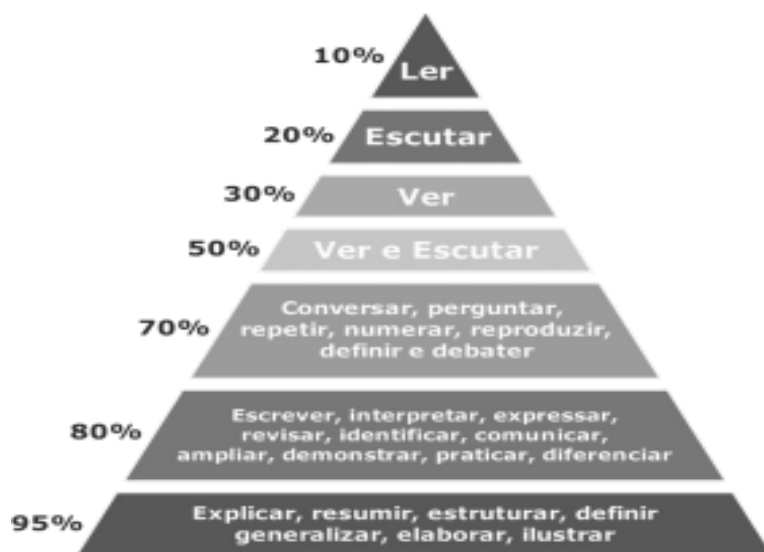 10%
Ler
20%
Escutar
30%
Ver
50%
Ver e Escutar
70%
Conversar, perguntar,
repetir, numerar, reproduzir,
definir e debater
80%
Escrever, interpretar, expressar,
revisar, identificar, comunicar,
ampliar, demonstrar, praticar, diferenciar
95%
Explicar, resumir, estruturar, definir
generalizar, elaborar, ilustrar